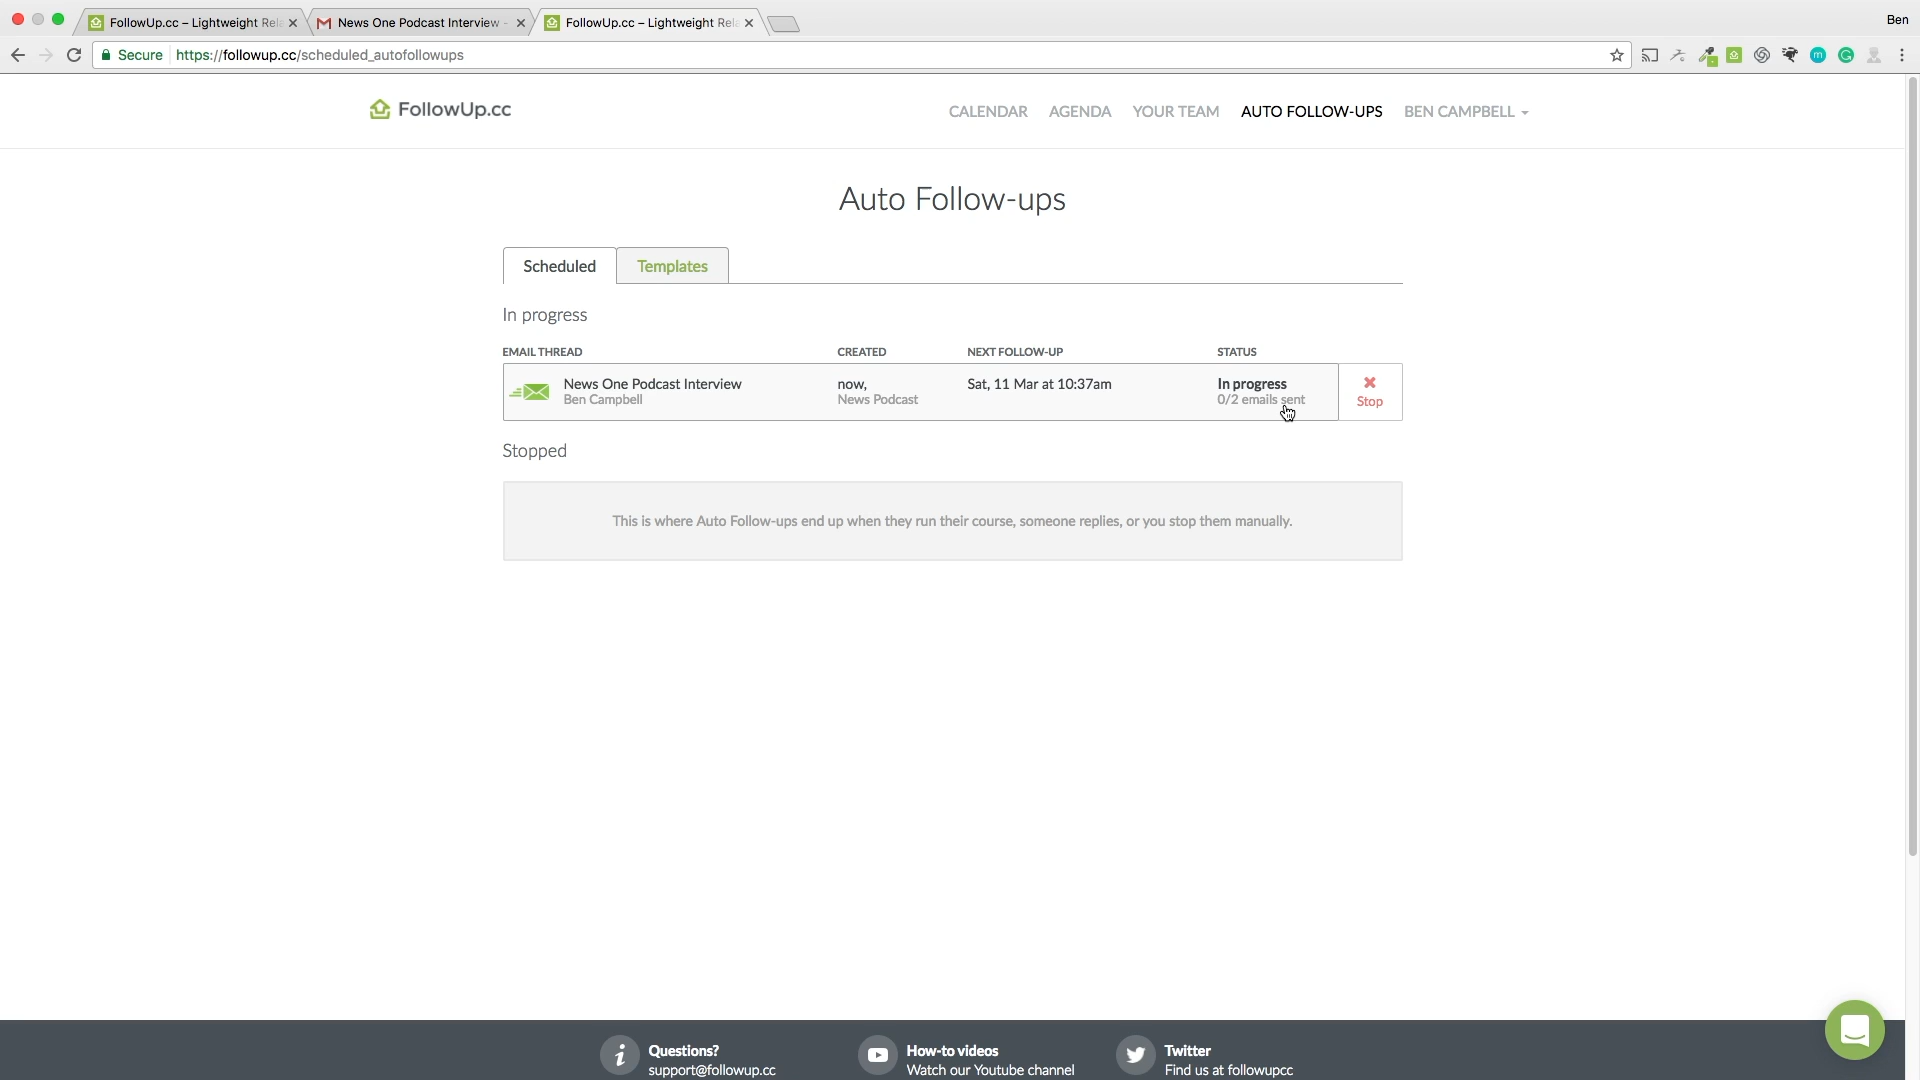 FollowUp.cc – Lightweight Rel
News One Podcast Interview -
FollowUp.cc – Lightweight Rel
Ben
Secure
https://followup.cc/scheduled_autofollowups
FollowUp.cc
CALENDAR
AGENDA
YOUR TEAM
AUTO FOLLOW-UPS
BEN CAMPBELL
Auto Follow-ups
Scheduled
Templates
In progress
EMAIL THREAD
CREATED
NEXT FOLLOW-UP
STATUS
News One Podcast Interview
now,
Sat, 11 Mar at 10:37am
In progress
Stop
Ben Campbell
News Podcast
0/2 emails sent
Stopped
This is where Auto Follow-ups end up when they run their course, someone replies, or you stop them manually.
Questions?
support@followup.cc
How-to videos
Watch our Youtube channel
Twitter
Find us at followupcc